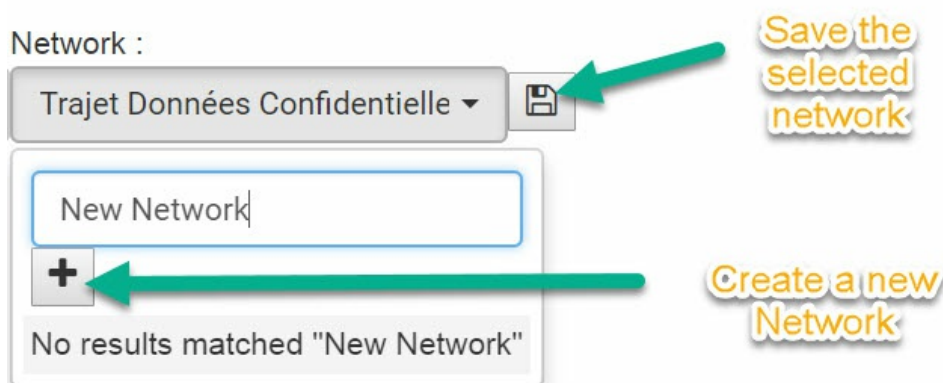 Network :
Trajet Données Confidentielle
Save the
selected
network
New Network
Create a new
Network
No results matched "New Network"